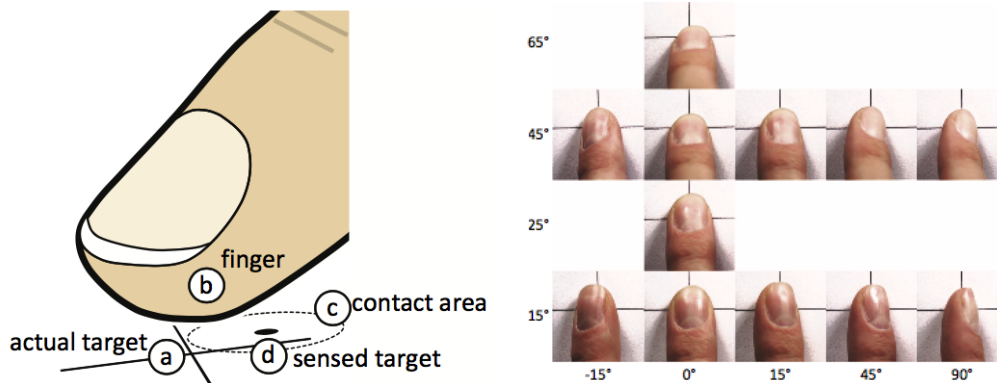 finger
b
c contact area
actual target a
d sensed target
65°
45°
25°
15°
-15° 0° 15° 45° 90°